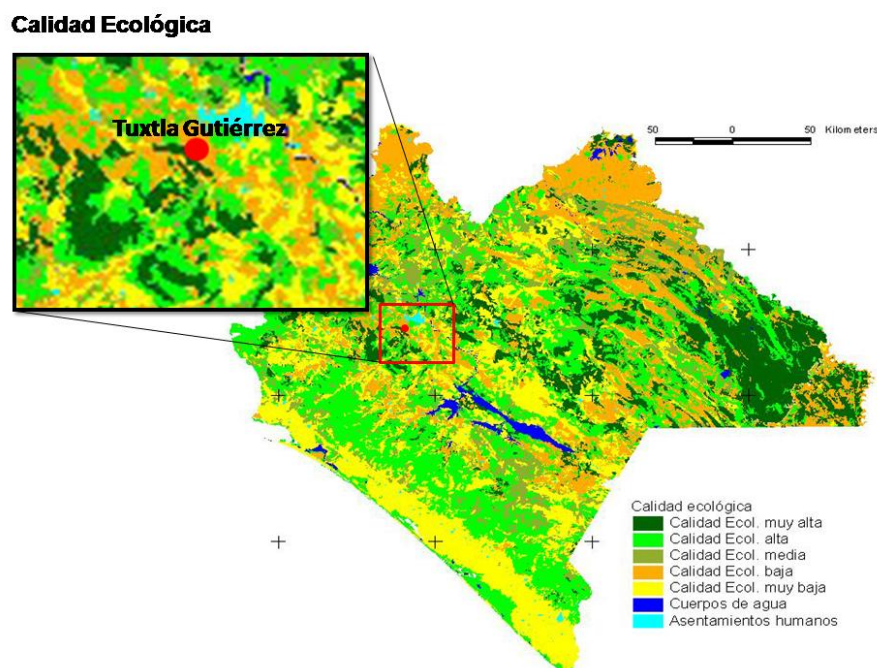 Calidad Ecológica
Tuxtla Gutiérrez
50 0 50 Kilometers
Calidad ecológica
Calidad Ecol. muy alta
Calidad Ecol. alta
Calidad Ecol. media
Calidad Ecol. baja
Calidad Ecol. muy baja
Cuerpos de agua
Asentamientos humanos